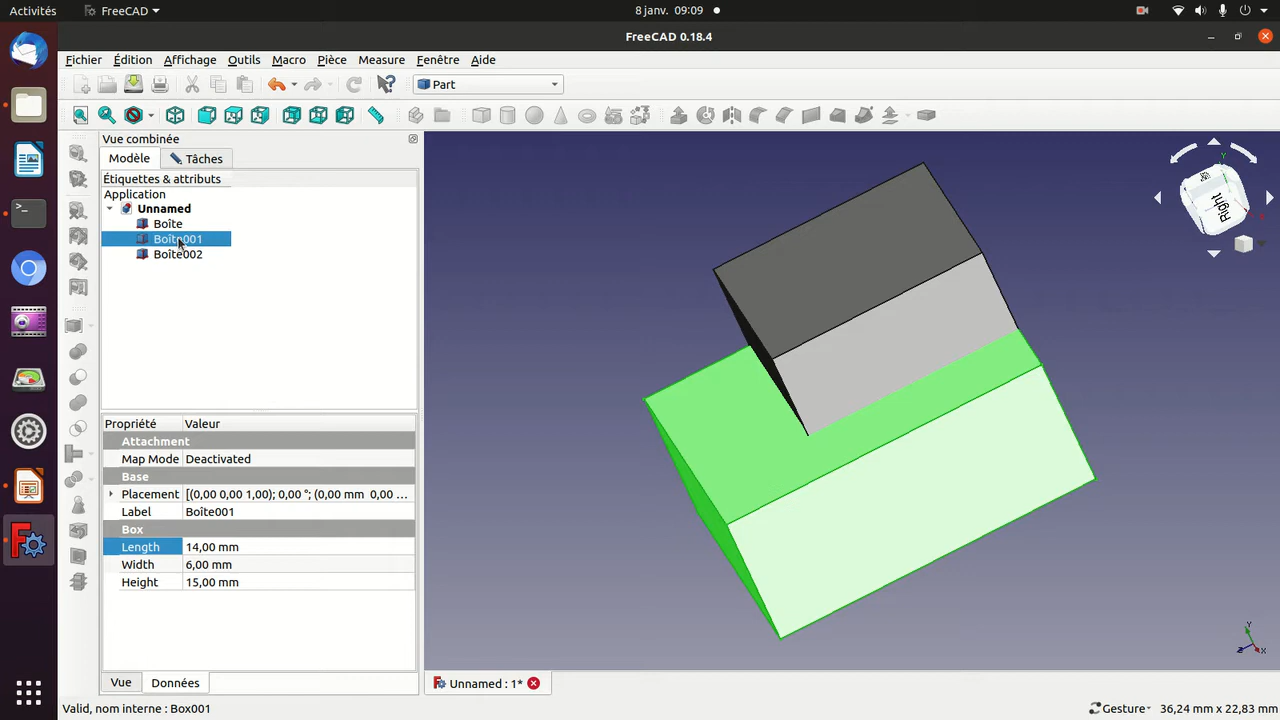 Activités FreeCAD 8 janv. 09:09
FreeCAD 0.18.4
Fichier Édition Affichage Outils Macro Pièce Mesure Fenêtre Aide
Part
Vue combinée
Modèle Tâches
Étiquettes & attributs
Application
Unnamed
Boîte
Boîte001
Boîte002
Propriété Valeur
Attachment
Map Mode Deactivated
Base
Placement [(0,00 0,00 1,00); 0,00 °; (0,00 mm 0,00 ...
Label Boîte001
Box
Length 14,00 mm
Width 6,00 mm
Height 15,00 mm
Vue Données
Unnamed : 1*
Right
Y
X
Valid, nom interne : Box001
Gesture 36,24 mm x 22,83 mm